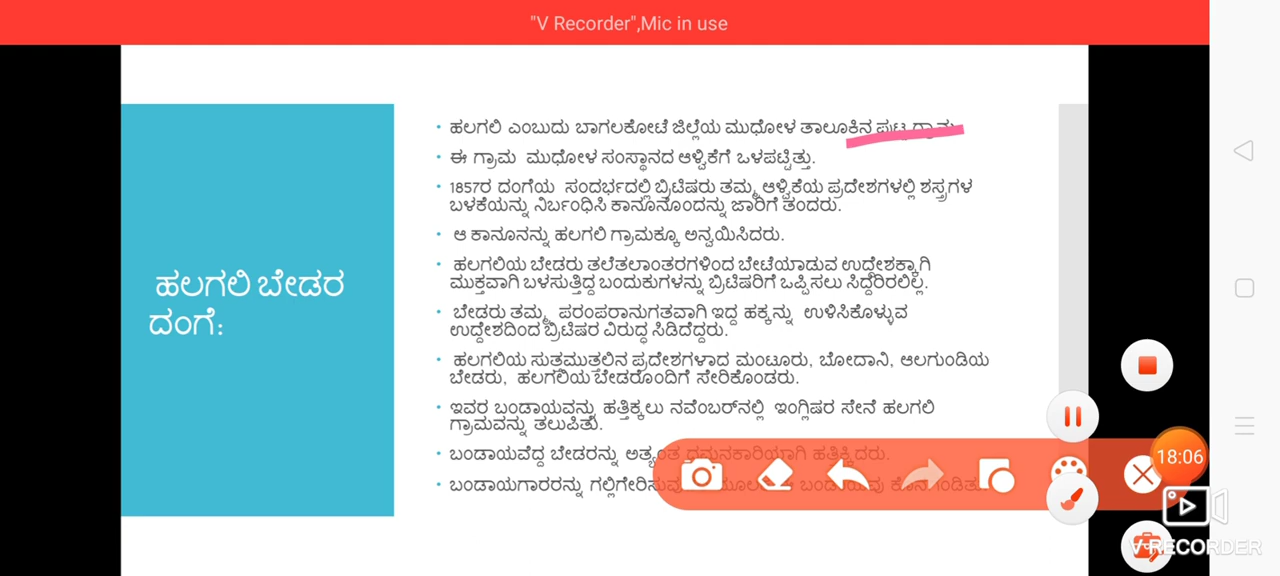 "V Recorder",Mic in use
ಹಲಗಲಿ ಬೇಡರ
ದಂಗೆ:
• ಹಲಗಲಿ ಎಂಬುದು ಬಾಗಲಕೋಟೆ ಜಿಲ್ಲೆಯ ಮುಧೋಳ ತಾಲೂಕಿನ ಪುಟ್ಟ ಗ್ರಾಮ
• ಈ ಗ್ರಾಮ ಮುಧೋಳ ಸಂಸ್ಥಾನದ ಆಳ್ವಿಕೆಗೆ ಒಳಪಟ್ಟಿತ್ತು.
• 1857ರ ದಂಗೆಯ ಸಂದರ್ಭದಲ್ಲಿ ಬ್ರಿಟಿಷರು ತಮ್ಮ ಆಳ್ವಿಕೆಯ ಪ್ರದೇಶಗಳಲ್ಲಿ ಶಸ್ತ್ರಗಳ
ಬಳಕೆಯನ್ನು ನಿರ್ಬಂಧಿಸಿ ಕಾನೂನೊಂದನ್ನು ಜಾರಿಗೆ ತಂದರು.
• ಆ ಕಾನೂನನ್ನು ಹಲಗಲಿ ಗ್ರಾಮಕ್ಕೂ ಅನ್ವಯಿಸಿದರು.
• ಹಲಗಲಿಯ ಬೇಡರು ತಲೆತಲಾಂತರಗಳಿಂದ ಬೇಟೆಯಾಡುವ ಉದ್ದೇಶಕ್ಕಾಗಿ
ಮುಕ್ತವಾಗಿ ಬಳಸುತ್ತಿದ್ದ ಬಂದುಕುಗಳನ್ನು ಬ್ರಿಟಿಷರಿಗೆ ಒಪ್ಪಿಸಲು ಸಿದ್ದರಿರಲಿಲ್ಲ.
• ಬೇಡರು ತಮ್ಮ ಪರಂಪರಾನುಗತವಾಗಿ ಇದ್ದ ಹಕ್ಕನ್ನು ಉಳಿಸಿಕೊಳ್ಳುವ
ಉದ್ದೇಶದಿಂದ ಬ್ರಿಟಿಷರ ವಿರುದ್ಧ ಸಿಡಿದೆದ್ದರು.
• ಹಲಗಲಿಯ ಸುತ್ತಮುತ್ತಲಿನ ಪ್ರದೇಶಗಳಾದ ಮಂಟೂರು, ಬೋದಾನಿ, ಆಲಗುಂಡಿಯ
ಬೇಡರು, ಹಲಗಲಿಯ ಬೇಡರೊಂದಿಗೆ ಸೇರಿಕೊಂಡರು.
• ಇವರ ಬಂಡಾಯವನ್ನು ಹತ್ತಿಕ್ಕಲು ನವೆಂಬರ್‌ನಲ್ಲಿ ಇಂಗ್ಲಿಷರ ಸೇನೆ ಹಲಗಲಿ
ಗ್ರಾಮವನ್ನು ತಲುಪಿತು.
• ಬಂಡಾಯವೆದ್ದ ಬೇಡರನ್ನು ಅತ್ಯಂತ ಧಮನಕಾರಿಯಾಗಿ ಹತ್ತಿಕ್ಕಿದರು.
• ಬಂಡಾಯಗಾರರನ್ನು ಗಲ್ಲಿಗೇರಿಸುವ
18:06
V RECORDER